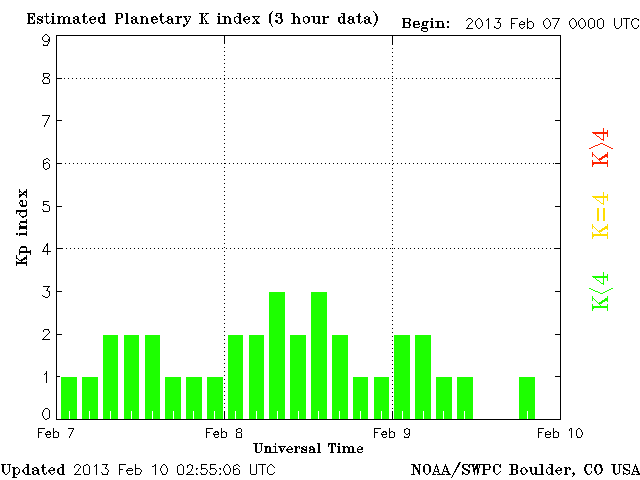 Estimated Planetary K index (3 hour data) Begin: 2013 Feb 07 0000 UTC
9
8
7
6
5
4
3
2
1
0
Kp index
K>4
K=4
K<4
Feb 7 Feb 8 Feb 9 Feb 10
Universal Time
Updated 2013 Feb 10 02:55:06 UTC NOAA/SWPC Boulder, CO USA